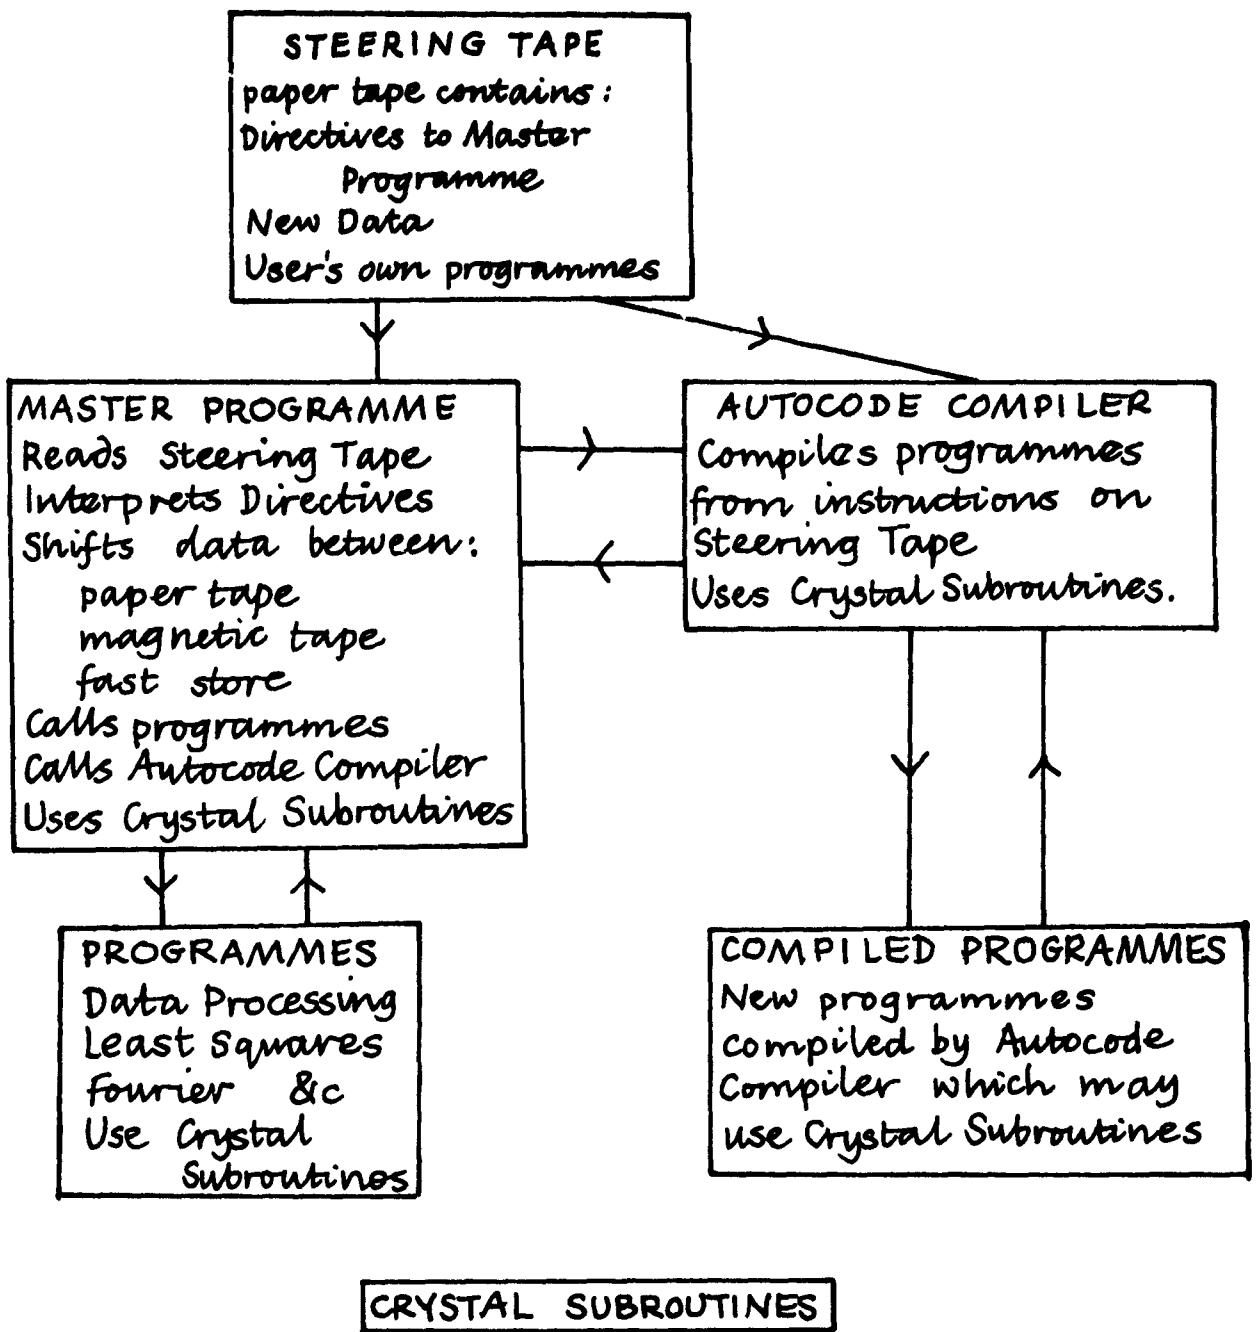 STEERING TAPE
paper tape contains:
Directives to Master
Programme
New Data
User's own programmes
MASTER PROGRAMME
Reads Steering Tape
Interprets Directives
Shifts data between:
paper tape
magnetic tape
fast store
Calls programmes
Calls Autocode Compiler
Uses Crystal Subroutines
AUTOCODE COMPILER
Compiles programmes
from instructions on
Steering Tape
Uses Crystal Subroutines.
PROGRAMMES
Data Processing
Least Squares
Fourier &c
Use Crystal
Subroutines
COMPILED PROGRAMMES
New programmes
compiled by Autocode
Compiler which may
use Crystal Subroutines
CRYSTAL SUBROUTINES